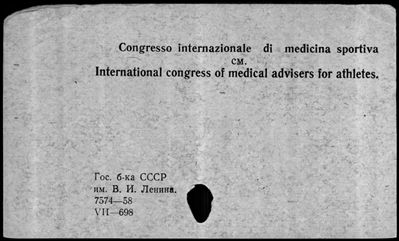 Congresso internazionale di medicina sportiva
см.
International congress of medical advisers for athletes.
Гос. б-ка СССР
им. В. И. Ленина.
7574—58
VII—698